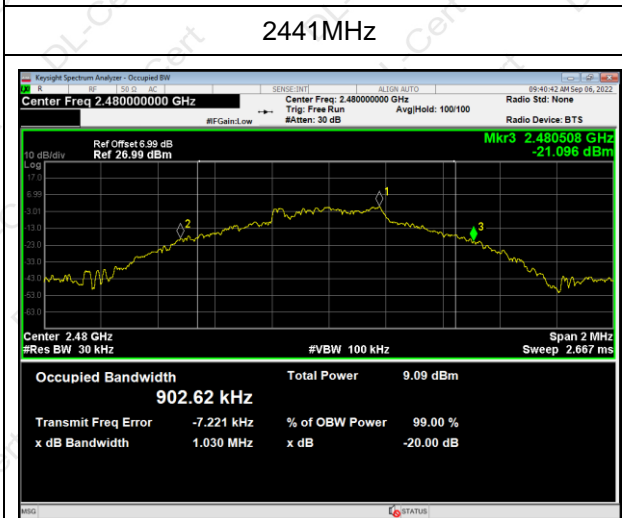 2441MHz
Keysight Spectrum Analyzer - Occupied BW
R RF 50 Ω AC SENSE:INT ALIGN AUTO 09:40:42 AM Sep 06, 2022
Center Freq 2.480000000 GHz Center Freq: 2.480000000 GHz Radio Std: None
Trig: Free Run Avg|Hold: 100/100
#IFGain:Low #Atten: 30 dB Radio Device: BTS
Ref Offset 6.99 dB Mkr3 2.480508 GHz
10 dB/div Ref 26.99 dBm -21.096 dBm
Log
17.0
6.99
1
-3.01
2
-13.0
3
-23.0
-33.0
-43.0
-53.0
-63.0
Center 2.48 GHz Span 2 MHz
#Res BW 30 kHz #VBW 100 kHz Sweep 2.667 ms
Occupied Bandwidth Total Power 9.09 dBm
902.62 kHz
Transmit Freq Error -7.221 kHz % of OBW Power 99.00 %
x dB Bandwidth 1.030 MHz x dB -20.00 dB
MSG STATUS
DL-Cert